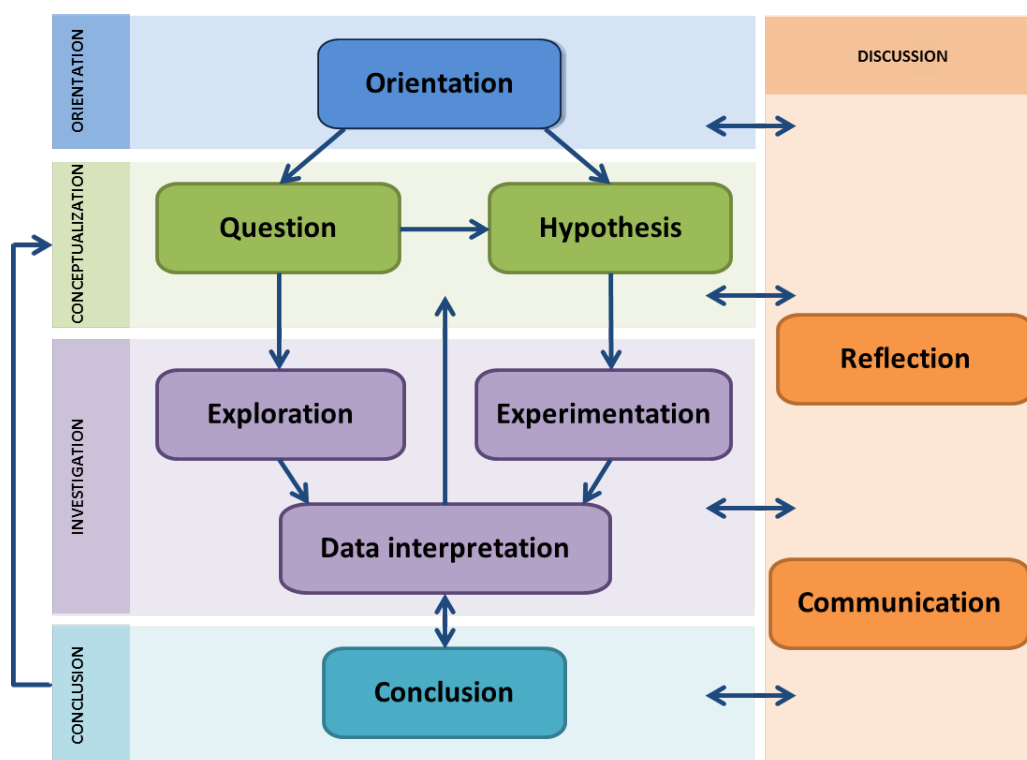 ORIENTATION
Orientation
DISCUSSION
CONCEPTUALIZATION
Question
Hypothesis
Reflection
INVESTIGATION
Exploration
Experimentation
Data interpretation
Communication
CONCLUSION
Conclusion